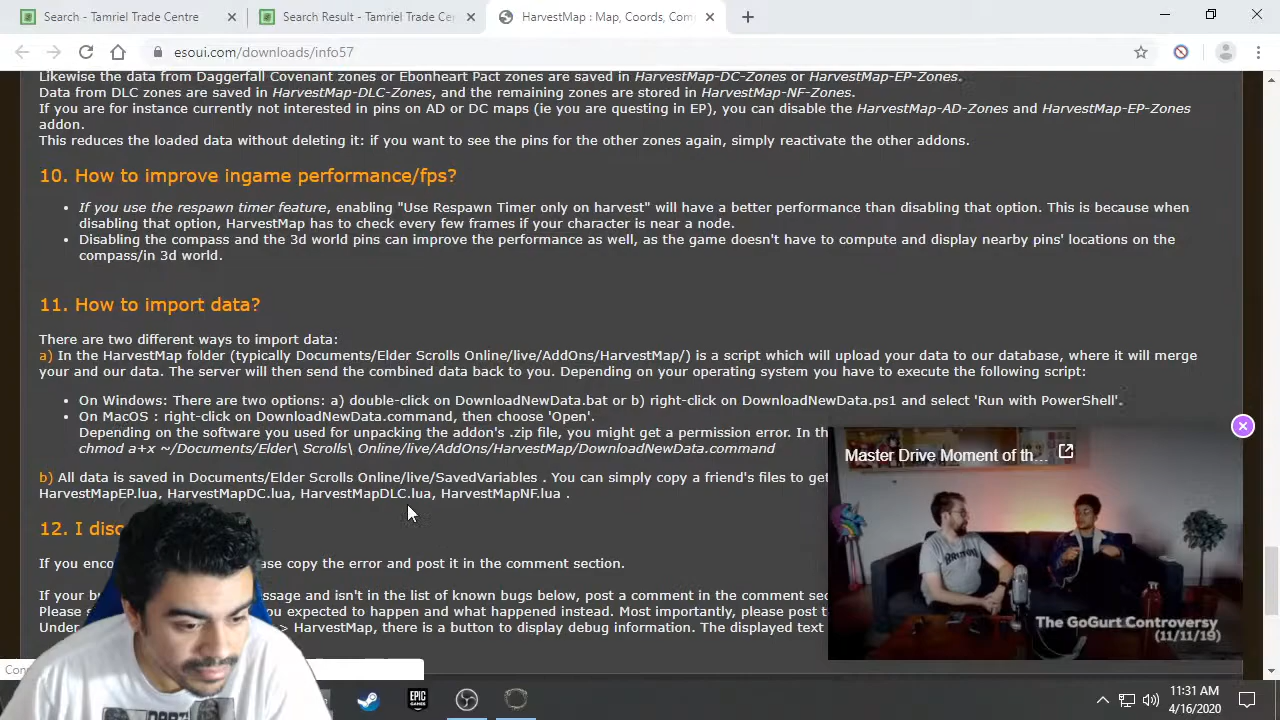 Search - Tamriel Trade Centre
Search Result - Tamriel Trade Ce
HarvestMap : Map, Coords, Com
esoui.com/downloads/info57
Likewise the data from Daggerfall Covenant zones or Ebonheart Pact zones are saved in HarvestMap-DC-Zones or HarvestMap-EP-Zones.
Data from DLC zones are saved in HarvestMap-DLC-Zones, and the remaining zones are stored in HarvestMap-NF-Zones.
If you are for instance currently not interested in pins on AD or DC maps (ie you are questing in EP), you can disable the HarvestMap-AD-Zones and HarvestMap-EP-Zones
addon.
This reduces the loaded data without deleting it: if you want to see the pins for the other zones again, simply reactivate the other addons.
10. How to improve ingame performance/fps?
• If you use the respawn timer feature, enabling "Use Respawn Timer only on harvest" will have a better performance than disabling that option. This is because when
disabling that option, HarvestMap has to check every few frames if your character is near a node.
• Disabling the compass and the 3d world pins can improve the performance as well, as the game doesn't have to compute and display nearby pins' locations on the
compass/in 3d world.
11. How to import data?
There are two different ways to import data:
a) In the HarvestMap folder (typically Documents/Elder Scrolls Online/live/AddOns/HarvestMap/) is a script which will upload your data to our database, where it will merge
your and our data. The server will then send the combined data back to you. Depending on your operating system you have to execute the following script:
• On Windows: There are two options: a) double-click on DownloadNewData.bat or b) right-click on DownloadNewData.ps1 and select 'Run with PowerShell'.
• On MacOS : right-click on DownloadNewData.command, then choose 'Open'.
Depending on the software you used for unpacking the addon's .zip file, you might get a permission error. In th
chmod a+x ~/Documents/Elder\ Scrolls\ Online/live/AddOns/HarvestMap/DownloadNewData.command
b) All data is saved in Documents/Elder Scrolls Online/live/SavedVariables . You can simply copy a friend's files to get
HarvestMapEP.lua, HarvestMapDC.lua, HarvestMapDLC.lua, HarvestMapNF.lua .
12. I disc
If you enco
ase copy the error and post it in the comment section.
If your bu
ssage and isn't in the list of known bugs below, post a comment in the comment sec
Please s
ou expected to happen and what happened instead. Most importantly, please post t
Under
> HarvestMap, there is a button to display debug information. The displayed text
Master Drive Moment of th...
The GoGurt Controversy
(11/11/19)
Con
EPIC
GAMES
11:31 AM
4/16/2020